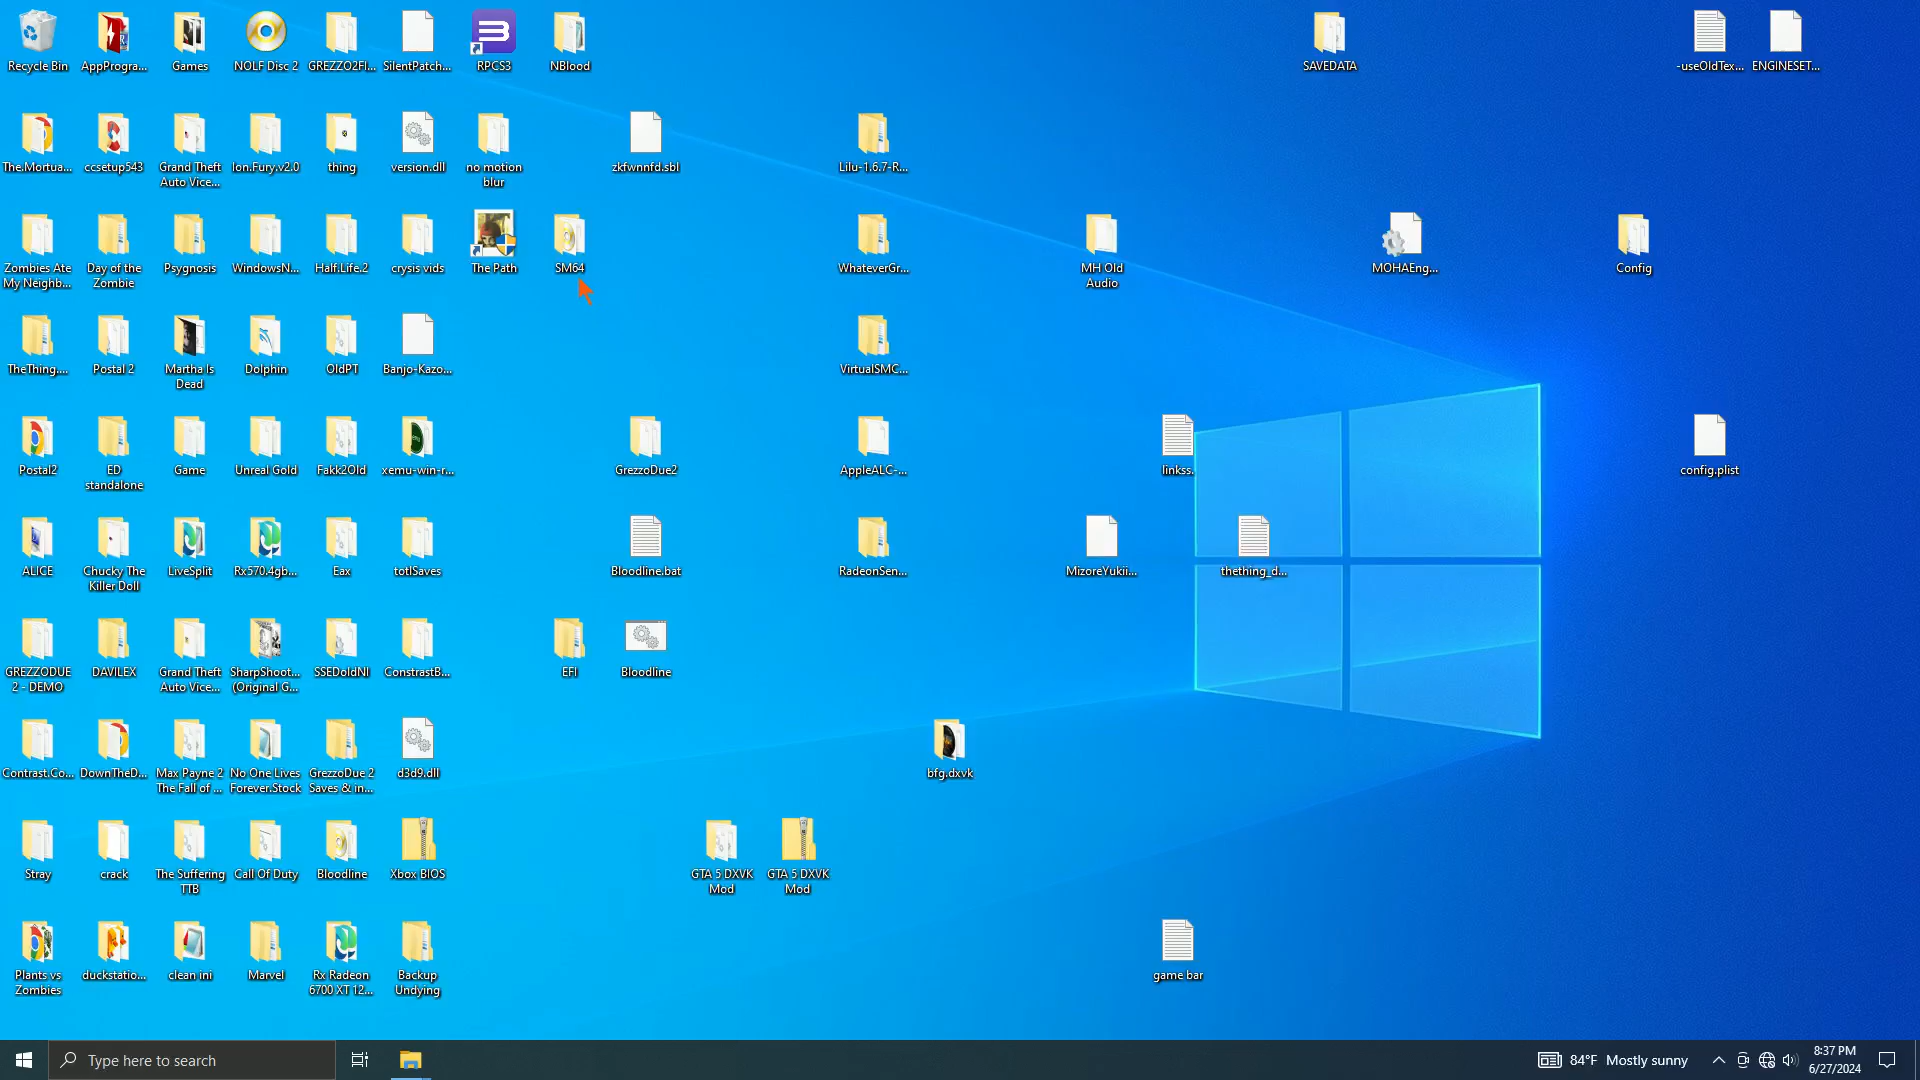 Recycle Bin
AppProgra...
Games
NOLF Disc 2
GREZZO2FI...
SilentPatch...
RPCS3
NBlood
SAVEDATA
-useOldTex...
ENGINESET...
The.Mortua...
ccsetup543
Grand Theft
Auto Vice...
Ion.Fury.v2.0
thing
version.dll
no motion
blur
zkfwnnfd.sbl
Lilu-1.6.7-R...
Zombies Ate
My Neighb...
Day of the
Zombie
Psygnosis
WindowsN...
Half.Life.2
crysis vids
The Path
SM64
WhateverGr...
MH Old
Audio
MOHAEng...
Config
TheThing....
Postal 2
Martha Is
Dead
Dolphin
OldPT
Banjo-Kazo...
VirtualSMC...
Postal2
ED
standalone
Game
Unreal Gold
Fakk2Old
xemu-win-r...
GrezzoDue2
AppleALC-...
linkss.
config.plist
ALICE
Chucky The
Killer Doll
LiveSplit
Rx570.4gb...
Eax
totlSaves
Bloodline.bat
RadeonSen...
MizoreYukii...
thething_d...
GREZZODUE
2 - DEMO
DAVILEX
Grand Theft
Auto Vice...
SharpShoot...
(Original G...
SSEDoldNI
ConstrastB...
EFI
Bloodline
Contrast.Co...
DownTheD...
Max Payne 2
The Fall of ...
No One Lives
Forever.Stock
GrezzoDue 2
Saves & in...
d3d9.dll
bfg.dxvk
Stray
crack
The Suffering
TTB
Call Of Duty
Bloodline
Xbox BIOS
GTA 5 DXVK
Mod
GTA 5 DXVK
Mod
Plants vs
Zombies
duckstatio...
clean ini
Marvel
Rx Radeon
6700 XT 12...
Backup
Undying
game bar
Type here to search
84°F Mostly sunny
8:37 PM
6/27/2024